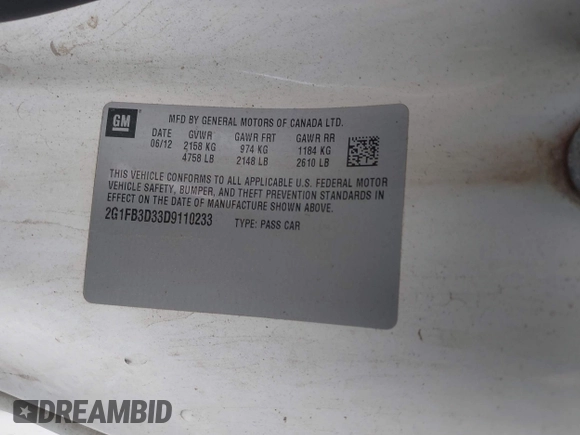 GM
MFD BY GENERAL MOTORS OF CANADA LTD.
DATE GVWR GAWR FRT GAWR RR
06/12 2158 KG 974 KG 1184 KG
4758 LB 2148 LB 2610 LB
THIS VEHICLE CONFORMS TO ALL APPLICABLE U.S. FEDERAL MOTOR
VEHICLE SAFETY, BUMPER, AND THEFT PREVENTION STANDARDS IN
EFFECT ON THE DATE OF MANUFACTURE SHOWN ABOVE.
2G1FB3D33D9110233 TYPE: PASS CAR
DREAMBID